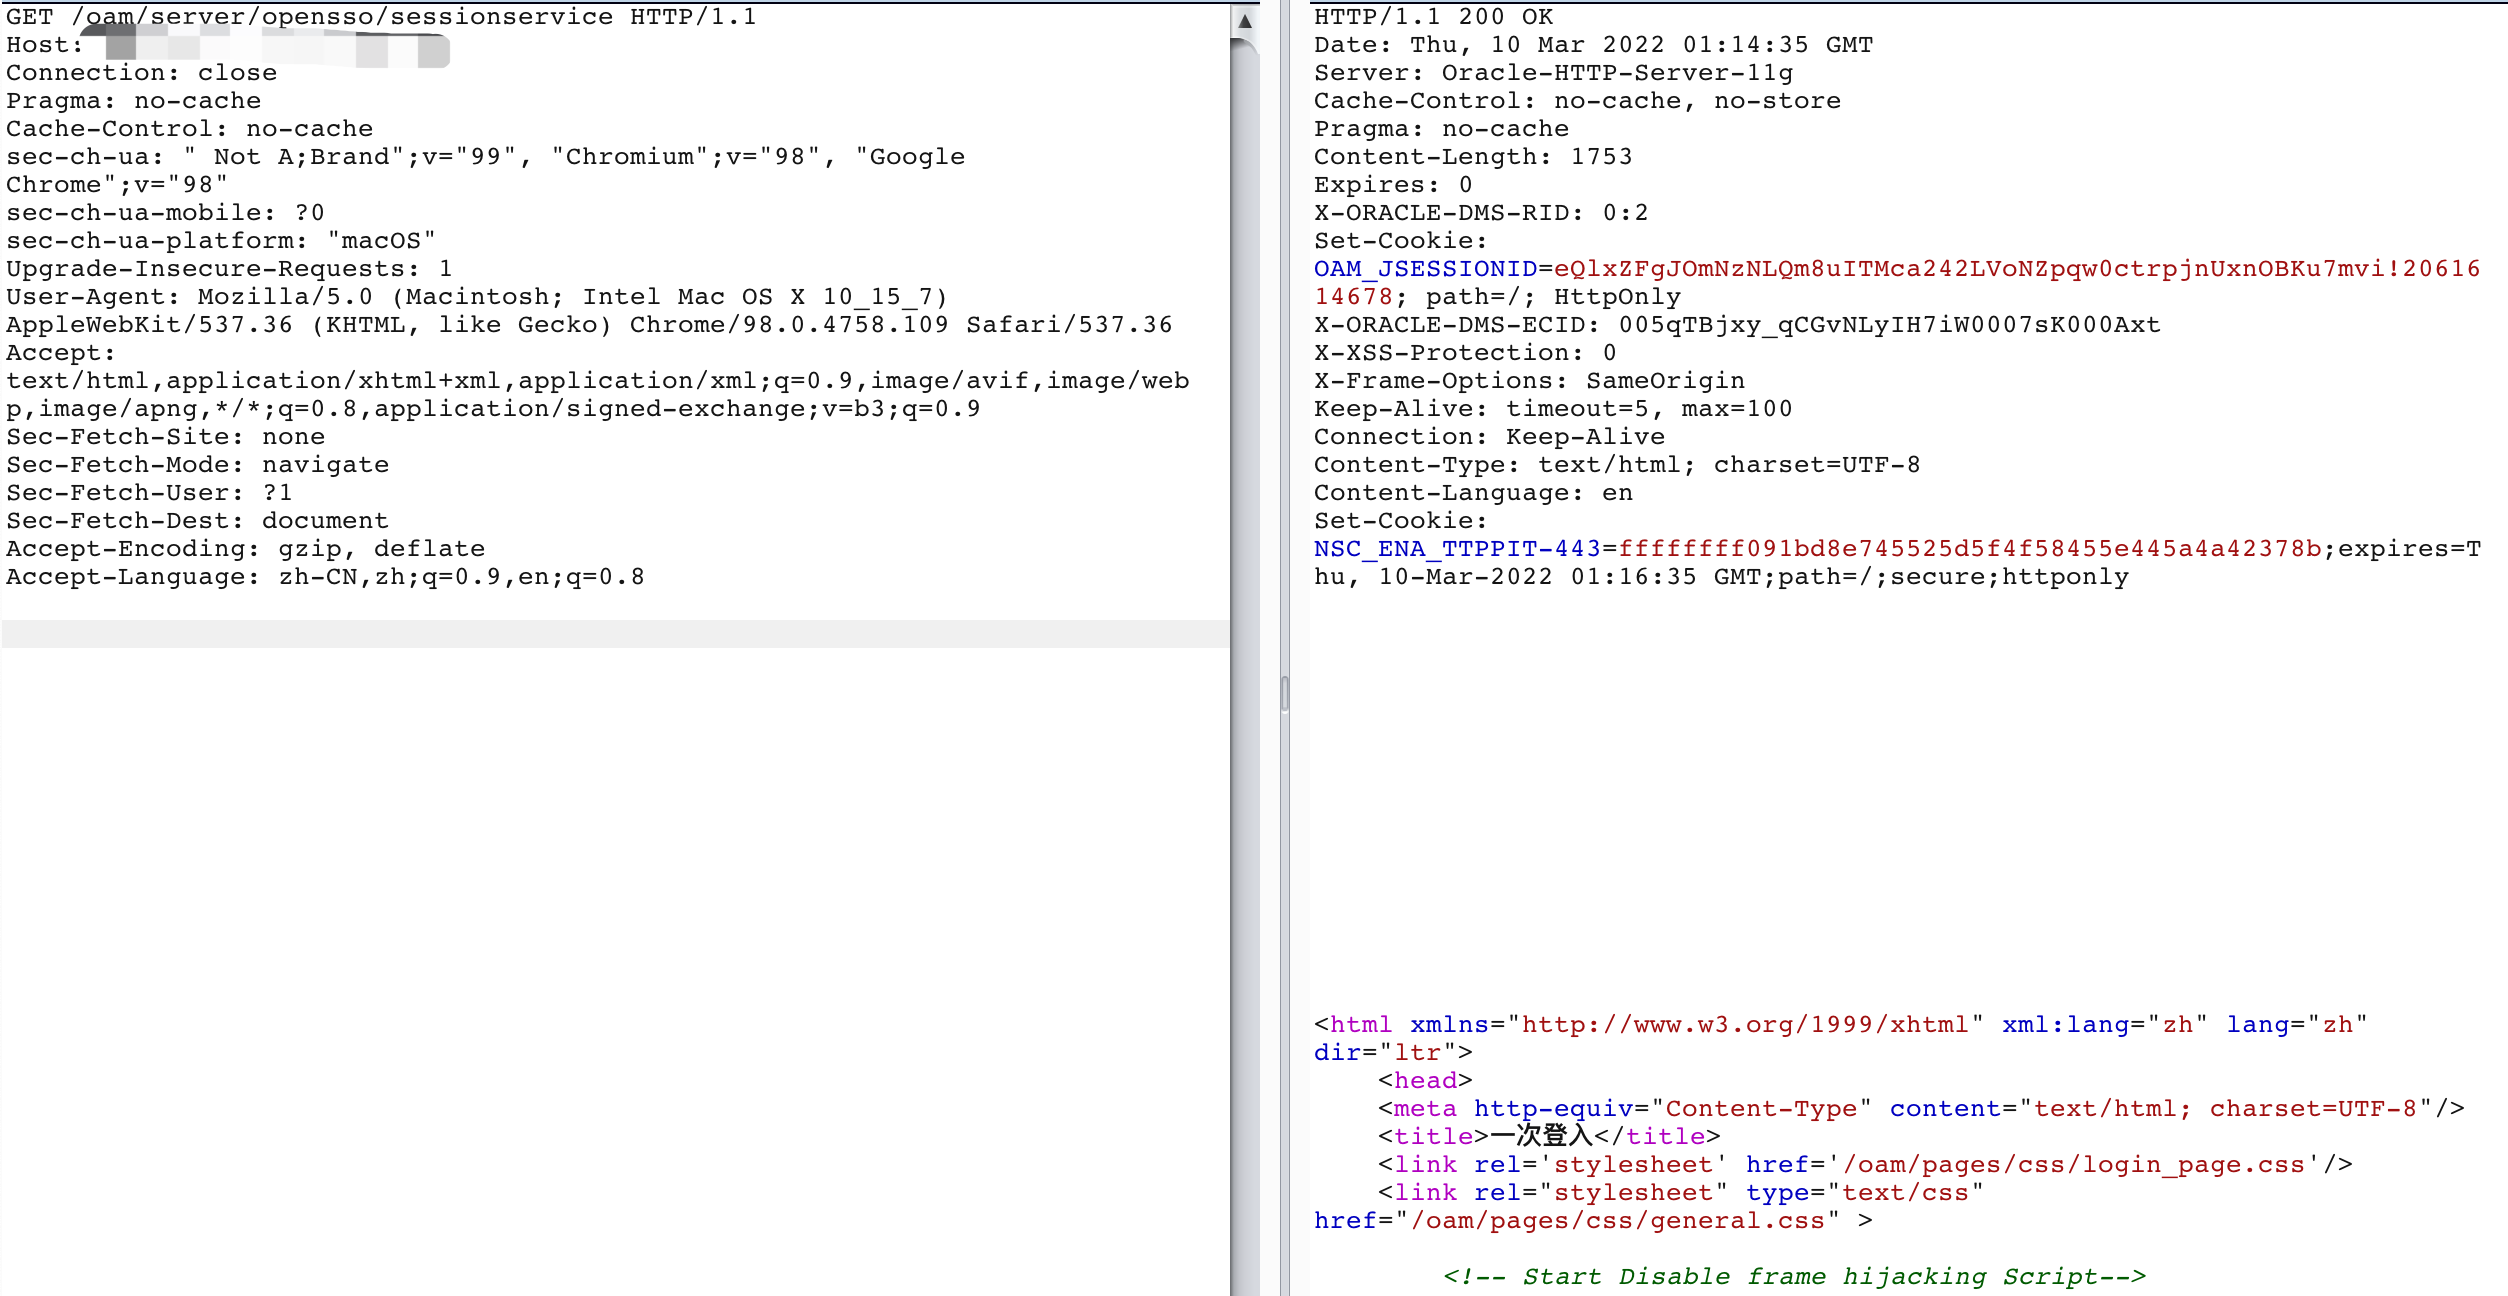 GET /oam/server/opensso/sessionservice HTTP/1.1
Host:
Connection: close
Pragma: no-cache
Cache-Control: no-cache
sec-ch-ua: " Not A;Brand";v="99", "Chromium";v="98", "Google
Chrome";v="98"
sec-ch-ua-mobile: ?0
sec-ch-ua-platform: "macOS"
Upgrade-Insecure-Requests: 1
User-Agent: Mozilla/5.0 (Macintosh; Intel Mac OS X 10_15_7)
AppleWebKit/537.36 (KHTML, like Gecko) Chrome/98.0.4758.109 Safari/537.36
Accept:
text/html,application/xhtml+xml,application/xml;q=0.9,image/avif,image/web
p,image/apng,*/*;q=0.8,application/signed-exchange;v=b3;q=0.9
Sec-Fetch-Site: none
Sec-Fetch-Mode: navigate
Sec-Fetch-User: ?1
Sec-Fetch-Dest: document
Accept-Encoding: gzip, deflate
Accept-Language: zh-CN,zh;q=0.9,en;q=0.8
HTTP/1.1 200 OK
Date: Thu, 10 Mar 2022 01:14:35 GMT
Server: Oracle-HTTP-Server-11g
Cache-Control: no-cache, no-store
Pragma: no-cache
Content-Length: 1753
Expires: 0
X-ORACLE-DMS-RID: 0:2
Set-Cookie:
OAM_JSESSIONID=eQlxZFgJOmNzNLQm8uITMca242LVoNZpqw0ctrpjnUxnOBKu7mvi!20616
14678; path=/; HttpOnly
X-ORACLE-DMS-ECID: 005qTBjxy_qCGvNLyIH7iW0007sK000Axt
X-XSS-Protection: 0
X-Frame-Options: SameOrigin
Keep-Alive: timeout=5, max=100
Connection: Keep-Alive
Content-Type: text/html; charset=UTF-8
Content-Language: en
Set-Cookie:
NSC_ENA_TTPPIT-443=ffffffff091bd8e745525d5f4f58455e445a4a42378b;expires=T
hu, 10-Mar-2022 01:16:35 GMT;path=/;secure;httponly
<html xmlns="http://www.w3.org/1999/xhtml" xml:lang="zh" lang="zh"
dir="ltr">
<head>
<meta http-equiv="Content-Type" content="text/html; charset=UTF-8"/>
<title>一次登入</title>
<link rel='stylesheet' href='/oam/pages/css/login_page.css'/>
<link rel="stylesheet" type="text/css"
href="/oam/pages/css/general.css" >
<!-- Start Disable frame hijacking Script-->